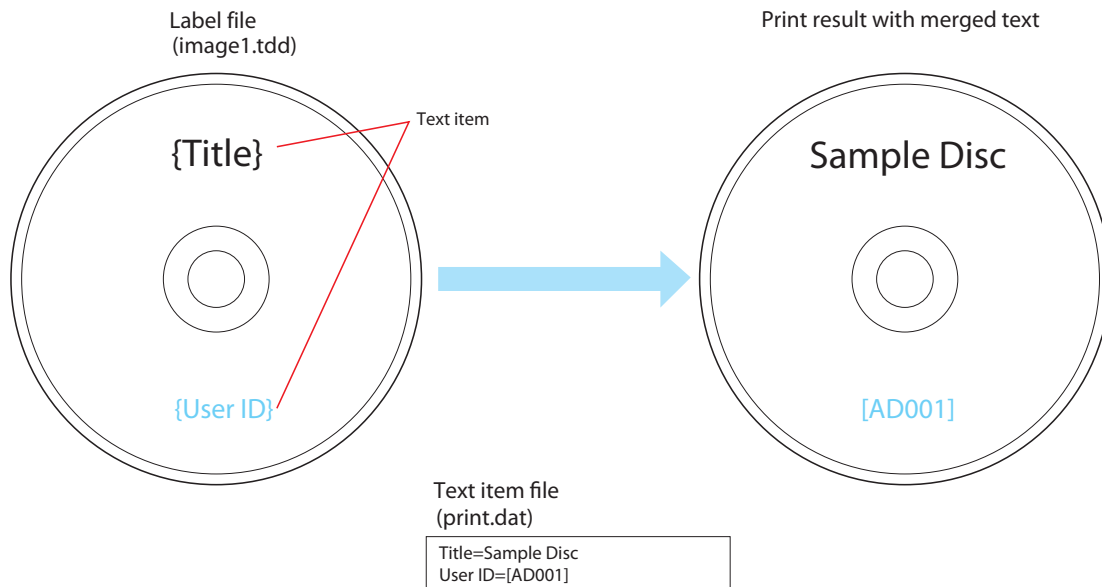 Label file
(image1.tdd)
Print result with merged text
Text item
{Title}
Sample Disc
{User ID}
[AD001]
Text item file
(print.dat)
Title=Sample Disc
User ID=[AD001]